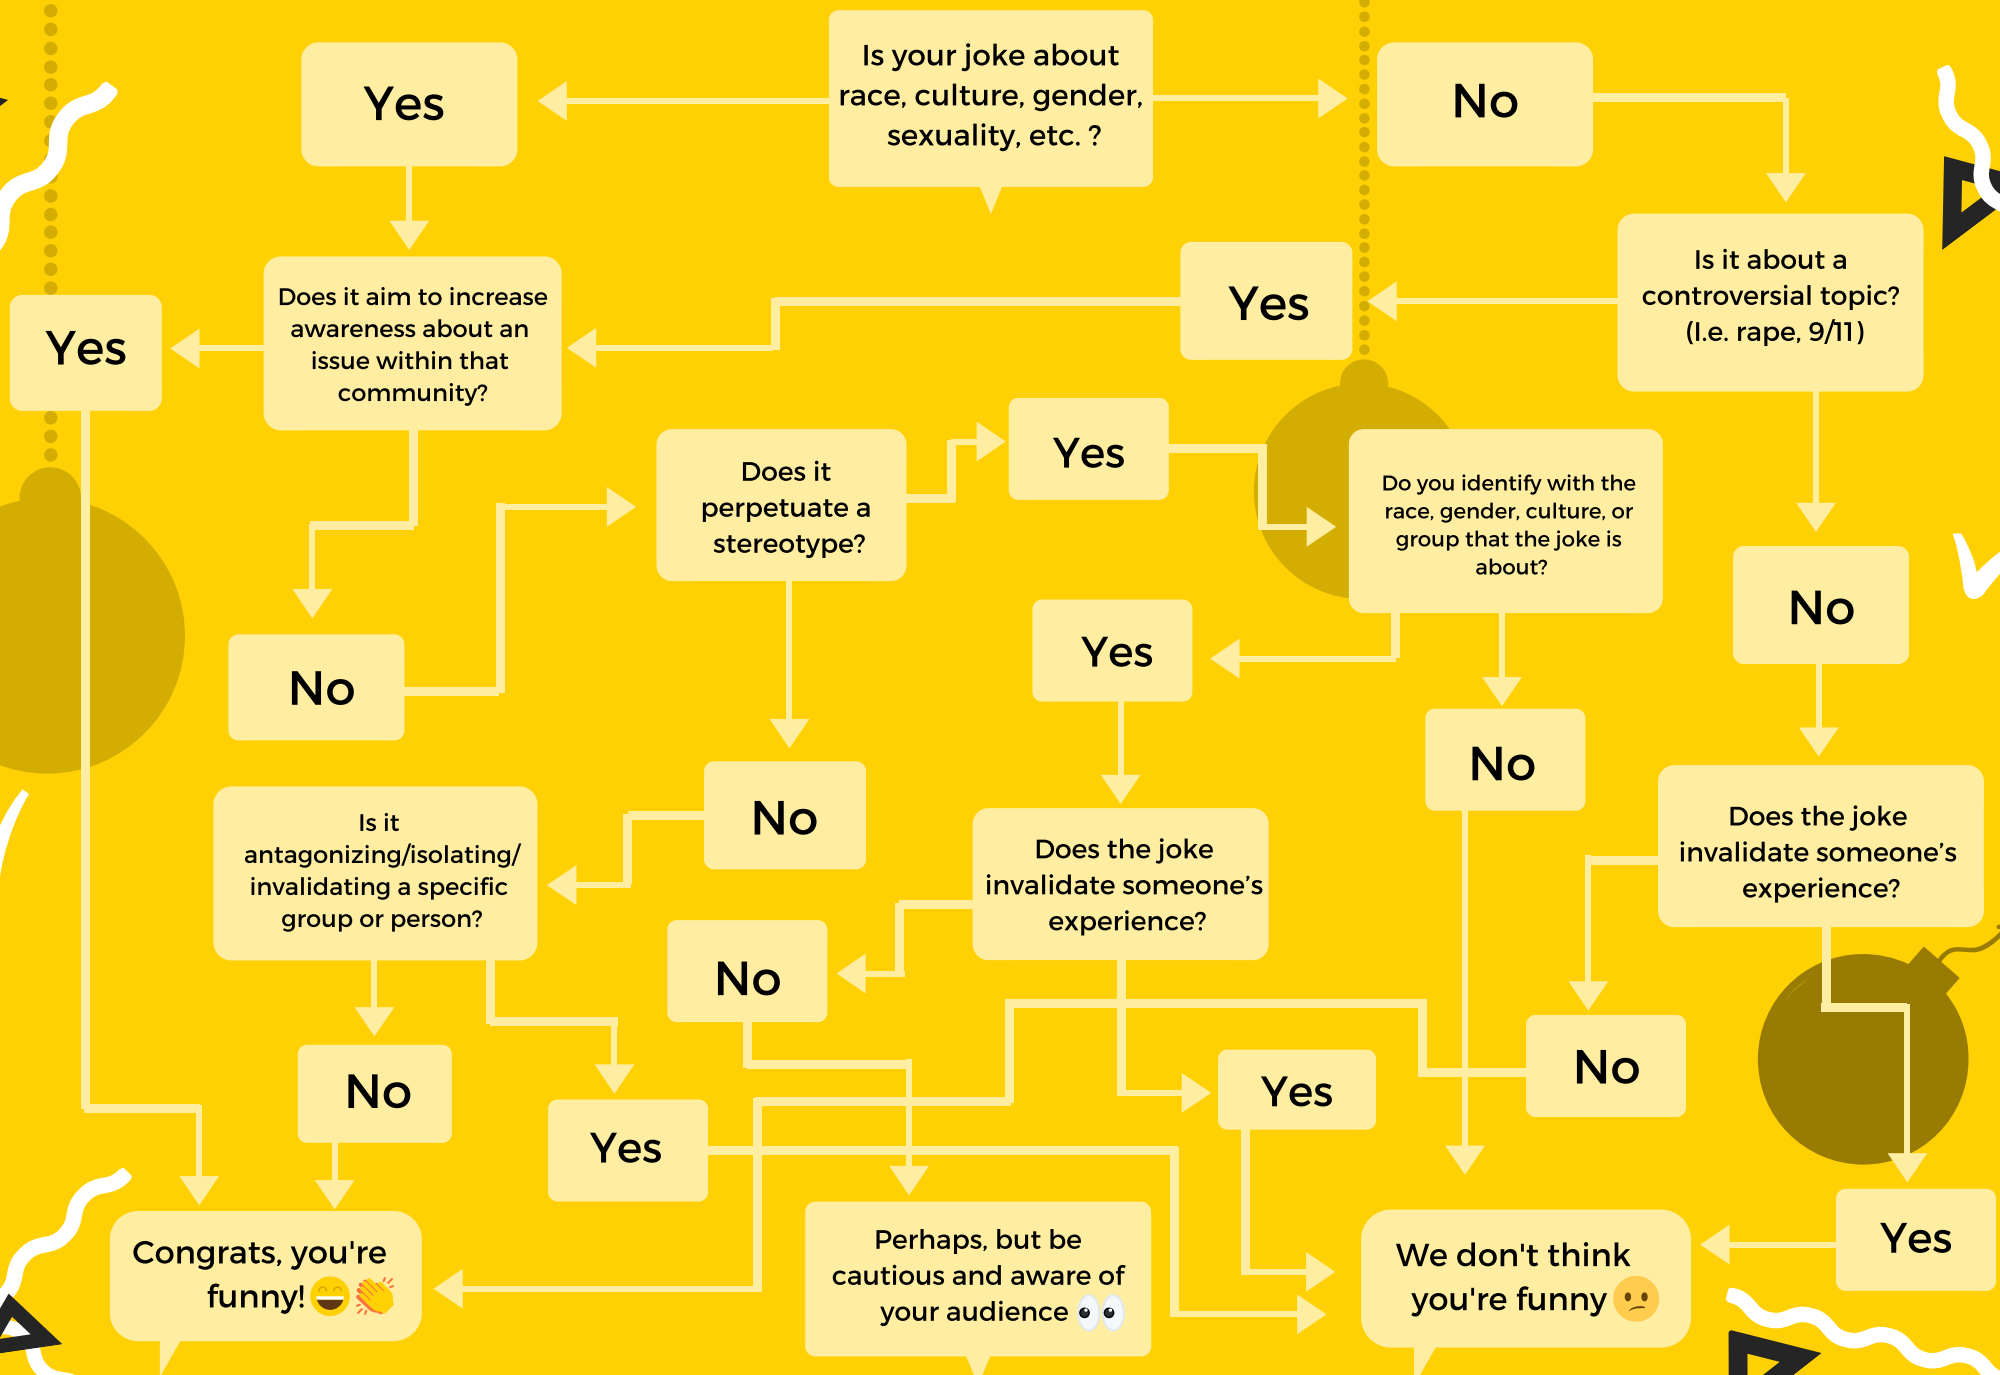 Is your joke about
race, culture, gender,
sexuality, etc. ?
Yes
No
Is it about a
controversial topic?
(I.e. rape, 9/11)
Yes
Does it aim to increase
awareness about an
issue within that
community?
Yes
Does it
perpetuate a
stereotype?
Yes
Do you identify with the
race, gender, culture, or
group that the joke is
about?
No
Yes
No
No
No
Is it
antagonizing/isolating/
invalidating a specific
group or person?
Does the joke
invalidate someone's
experience?
Does the joke
invalidate someone's
experience?
No
No
No
Yes
Yes
Yes
Congrats, you're
funny!😄👏
Perhaps, but be
cautious and aware of
your audience 👀
We don't think
you're funny 😕